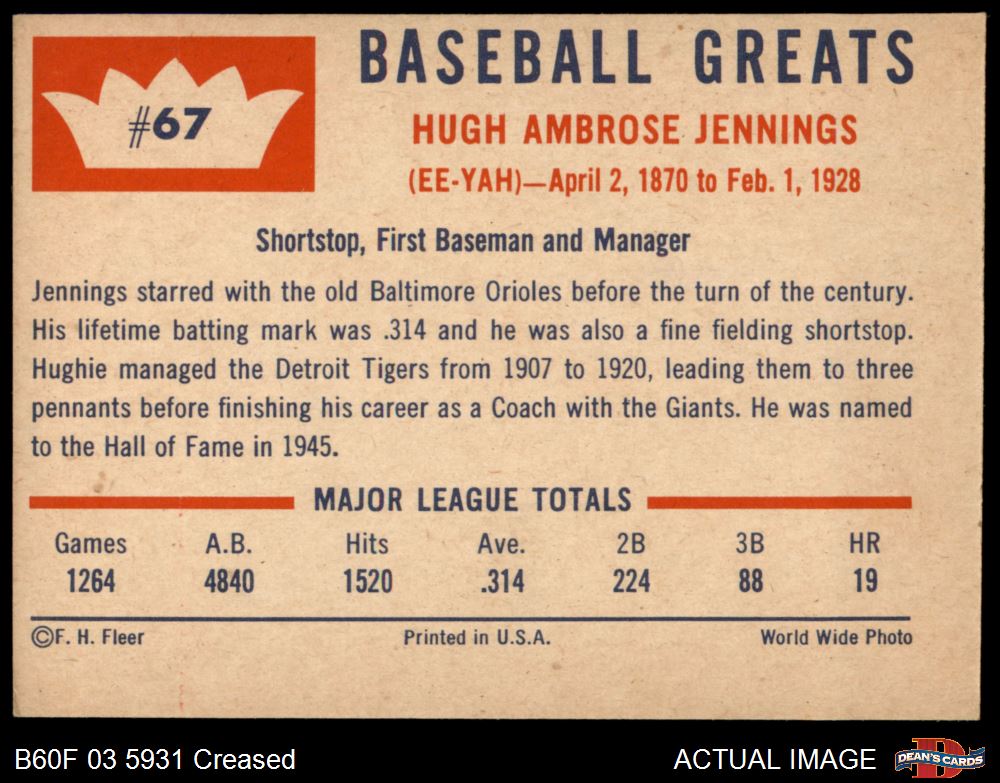 #67
BASEBALL GREATS
HUGH AMBROSE JENNINGS
(EE-YAH)—April 2, 1870 to Feb. 1, 1928
Shortstop, First Baseman and Manager
Jennings starred with the old Baltimore Orioles before the turn of the century.
His lifetime batting mark was .314 and he was also a fine fielding shortstop.
Hughie managed the Detroit Tigers from 1907 to 1920, leading them to three
pennants before finishing his career as a Coach with the Giants. He was named
to the Hall of Fame in 1945.
MAJOR LEAGUE TOTALS
Games A.B. Hits Ave. 2B 3B HR
1264 4840 1520 .314 224 88 19
©F. H. Fleer Printed in U.S.A. World Wide Photo
B60F 03 5931 Creased ACTUAL IMAGE D DEAN'S CARDS